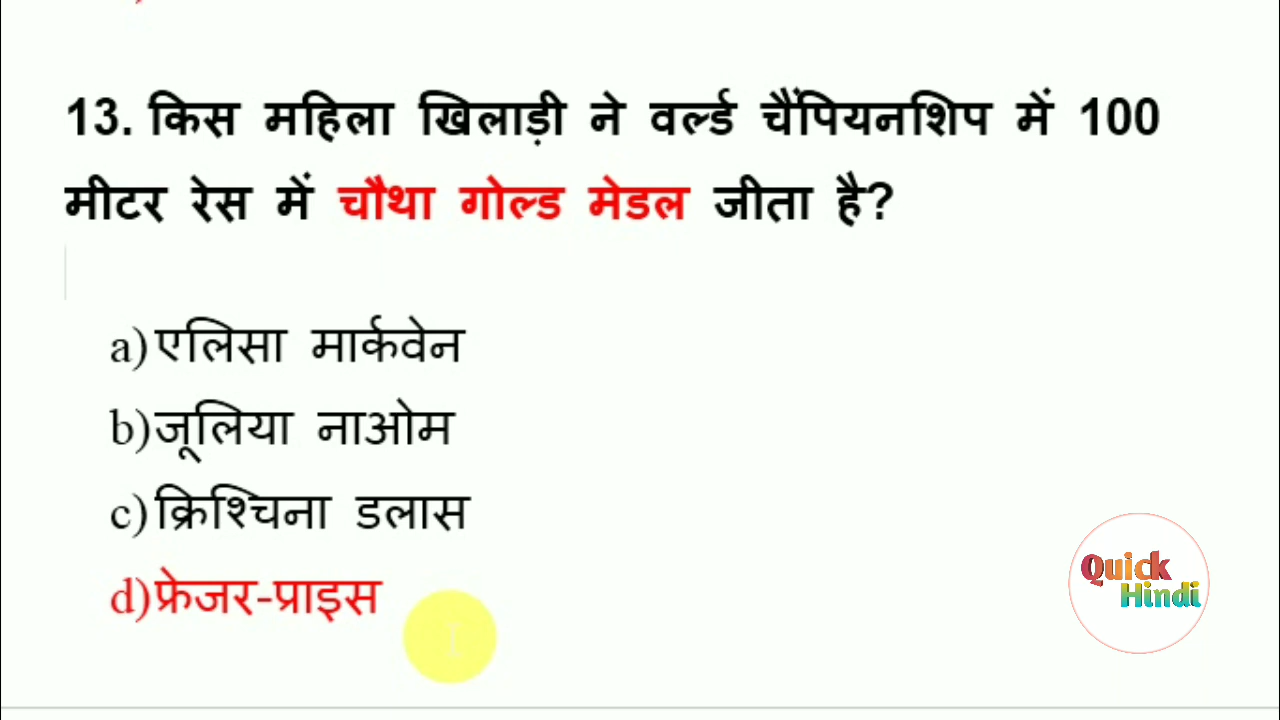 13. किस महिला खिलाड़ी ने वर्ल्ड चैंपियनशिप में 100
मीटर रेस में चौथा गोल्ड मेडल जीता है?
a) एलिसा मार्कवेन
b) जूलिया नाओम
c) क्रिश्चिना डलास
d) फ्रेजर-प्राइस
Quick
Hindi